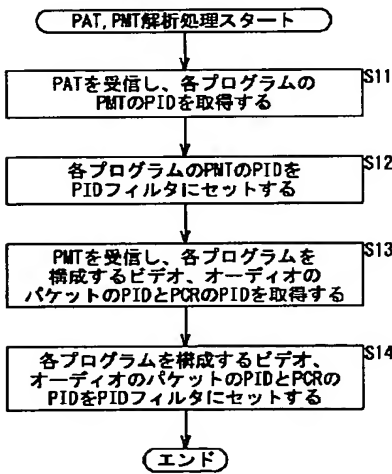 PAT,PMT解析処理スタート
S11
PATを受信し、各プログラムの
PMTのPIDを取得する
S12
各プログラムのPMTのPIDを
PIDフィルタにセットする
S13
PMTを受信し、各プログラムを
構成するビデオ、オーディオの
パケットのPIDとPCRのPIDを取得する
S14
各プログラムを構成するビデオ、
オーディオのパケットのPIDとPCRの
PIDをPIDフィルタにセットする
エンド